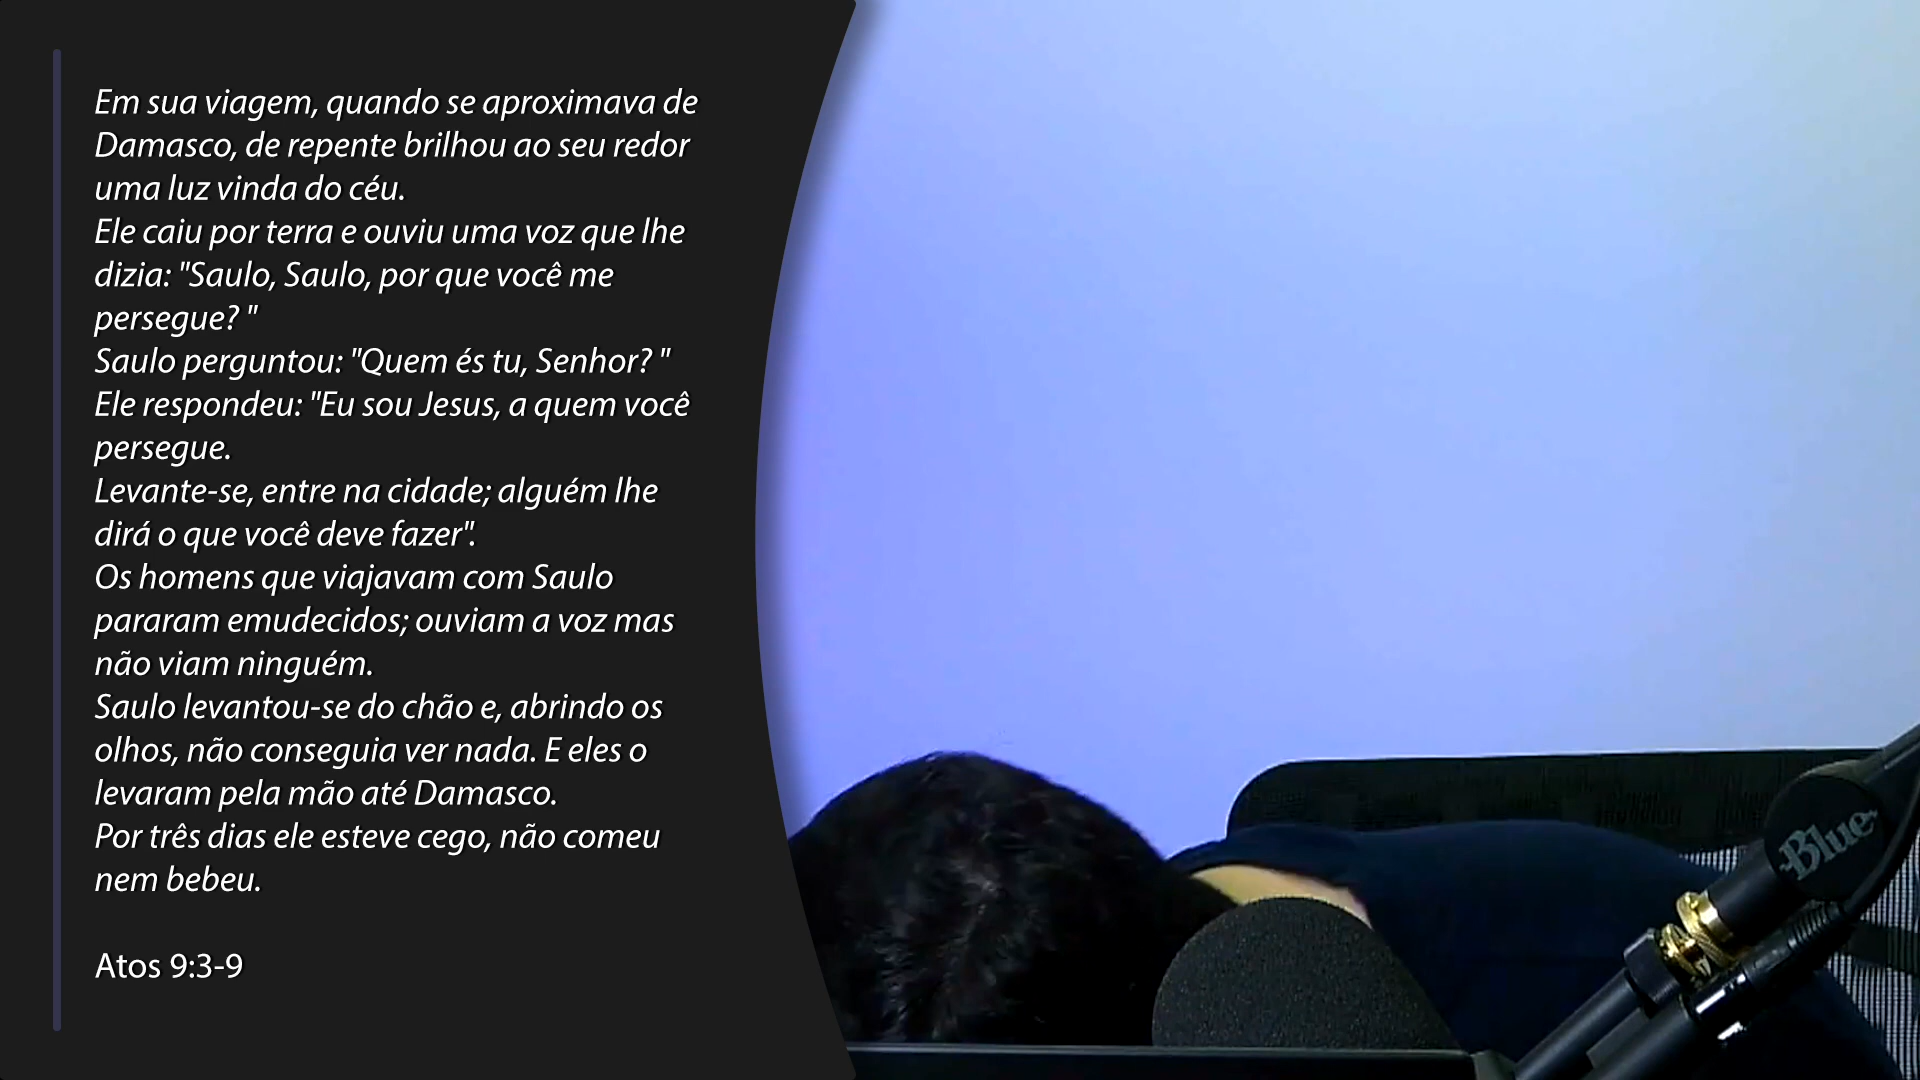 Em sua viagem, quando se aproximava de
Damasco, de repente brilhou ao seu redor
uma luz vinda do céu.
Ele caiu por terra e ouviu uma voz que lhe
dizia: "Saulo, Saulo, por que você me
persegue? "
Saulo perguntou: "Quem és tu, Senhor? "
Ele respondeu: "Eu sou Jesus, a quem você
persegue.
Levante-se, entre na cidade; alguém lhe
dirá o que você deve fazer".
Os homens que viajavam com Saulo
pararam emudecidos; ouviam a voz mas
não viam ninguém.
Saulo levantou-se do chão e, abrindo os
olhos, não conseguia ver nada. E eles o
levaram pela mão até Damasco.
Por três dias ele esteve cego, não comeu
nem bebeu.
Atos 9:3-9
Blue